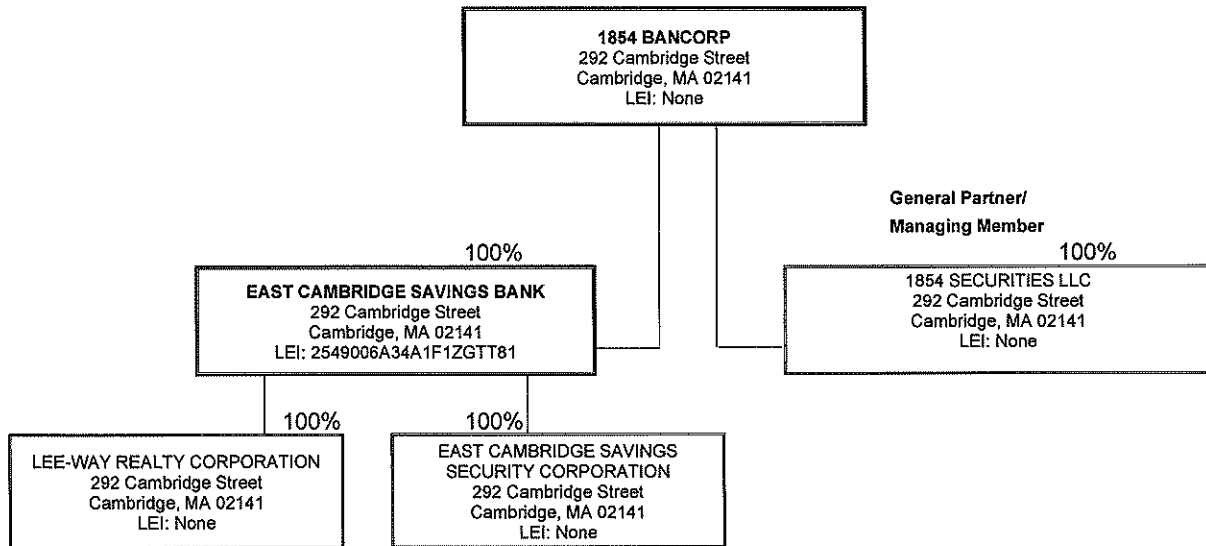 1854 BANCORP
292 Cambridge Street
Cambridge, MA 02141
LEI: None
General Partner/
Managing Member
100%
EAST CAMBRIDGE SAVINGS BANK
292 Cambridge Street
Cambridge, MA 02141
LEI: 2549006A34A1F1ZGTT81
100%
1854 SECURITIES LLC
292 Cambridge Street
Cambridge, MA 02141
LEI: None
100%
LEE-WAY REALTY CORPORATION
292 Cambridge Street
Cambridge, MA 02141
LEI: None
100%
EAST CAMBRIDGE SAVINGS
SECURITY CORPORATION
292 Cambridge Street
Cambridge, MA 02141
LEI: None